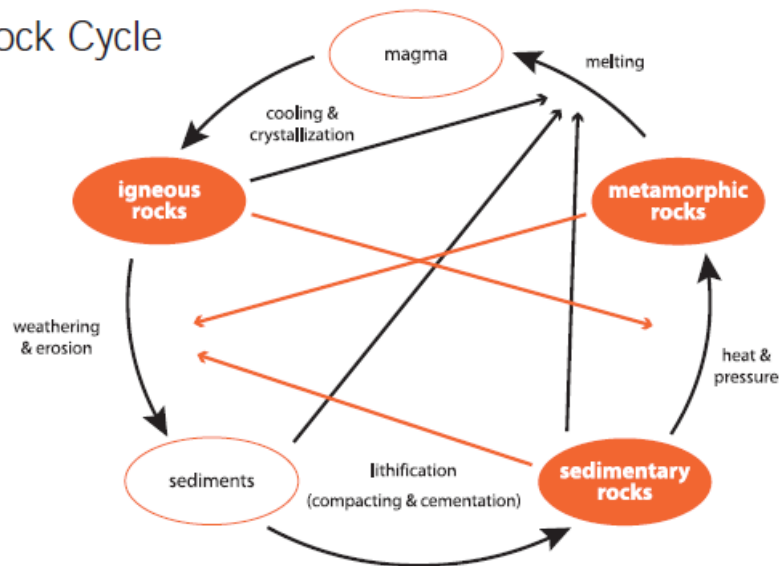 ock Cycle
magma
melting
cooling &
crystallization
igneous
rocks
metamorphic
rocks
weathering
& erosion
heat &
pressure
sediments
lithification
(compacting & cementation)
sedimentary
rocks